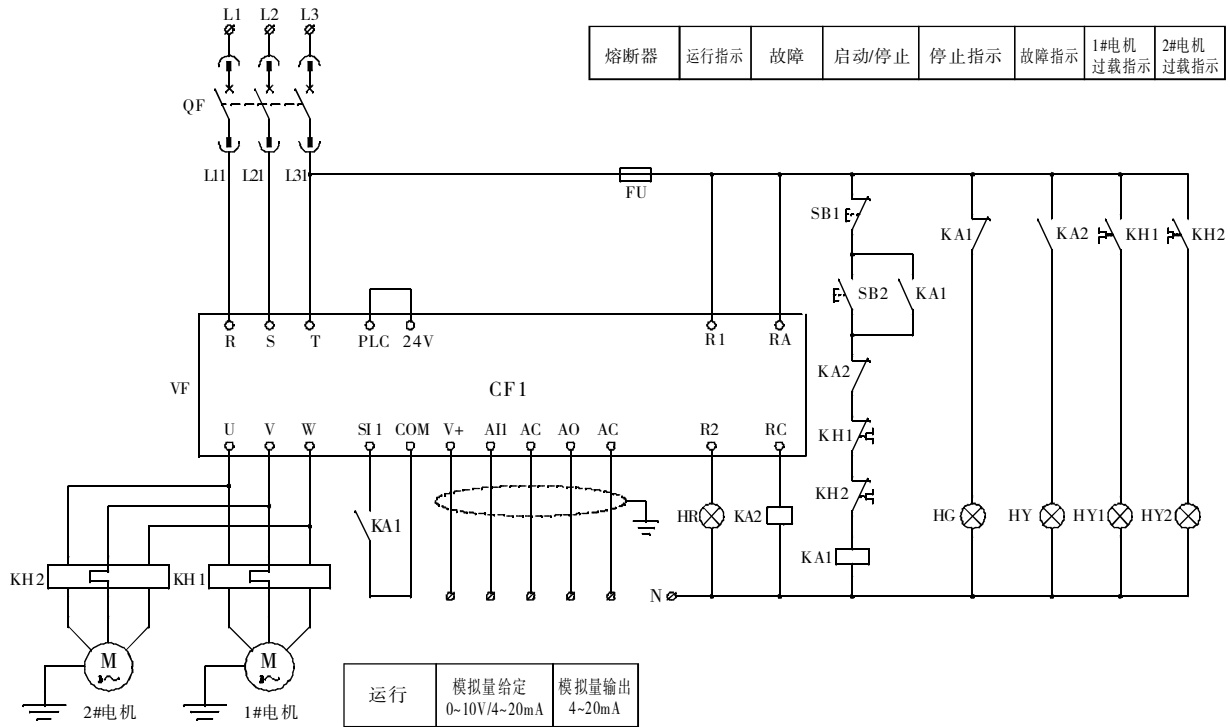 L1 L2 L3
熔断器 运行指示 故障 启动/停止 停止指示 故障指示 1#电机过载指示 2#电机过载指示
QF
L11 L21 L31
FU
SB1
KA1 KA2 KH1 KH2
SB2 KA1
R S T PLC 24V R1 RA
KA2
VF CF1
U V W SI1 COM V+ AI1 AC AO AC R2 RC
KH1
KH2
KA1 HR KA2 HG HY HY1 HY2
KA1
KH2 KH1
N
M
3~
M
3~
2#电机 1#电机
运行 模拟量给定 模拟量输出
0~10V/4~20mA 4~20mA